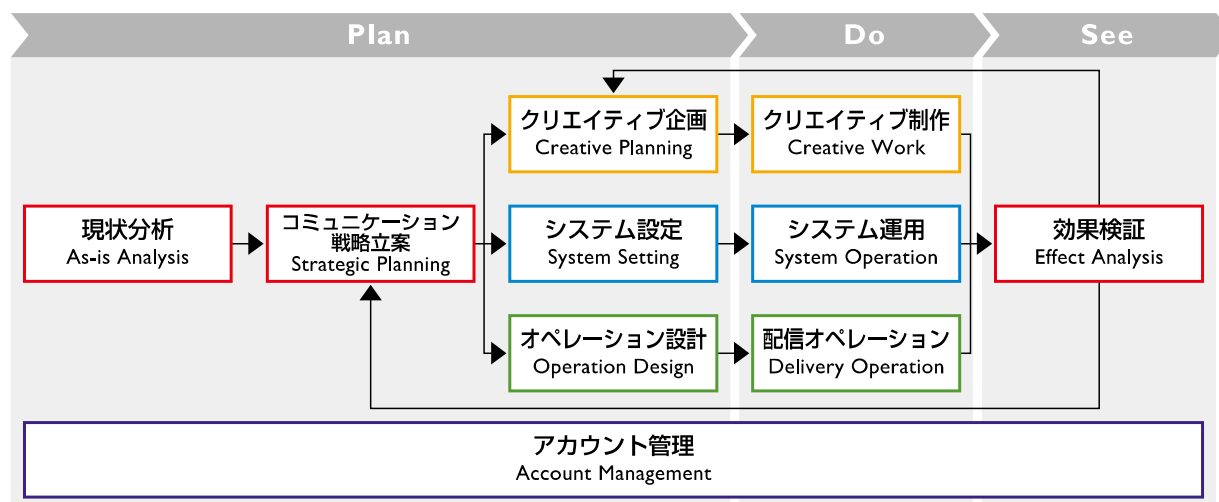 Plan
Do
See
クリエイティブ企画
Creative Planning
クリエイティブ制作
Creative Work
現状分析
As-is Analysis
コミュニケーション
戦略立案
Strategic Planning
システム設定
System Setting
システム運用
System Operation
効果検証
Effect Analysis
オペレーション設計
Operation Design
配信オペレーション
Delivery Operation
アカウント管理
Account Management